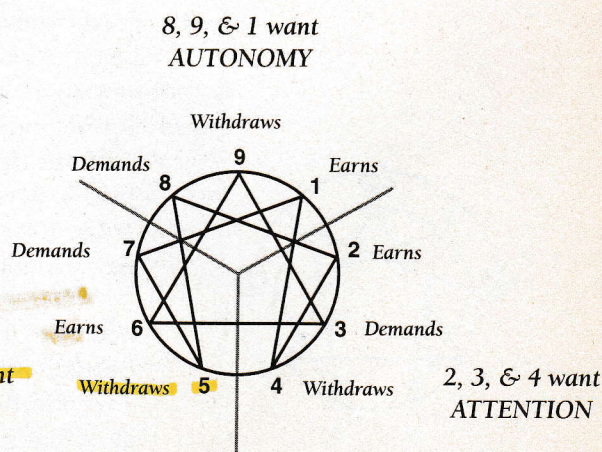 8, 9, & 1 want
AUTONOMY
Withdraws
Demands
9
Earns
8
1
Demands
7
2 Earns
Earns
6
3 Demands
nt
Withdraws 5
4 Withdraws
2, 3, & 4 want
ATTENTION